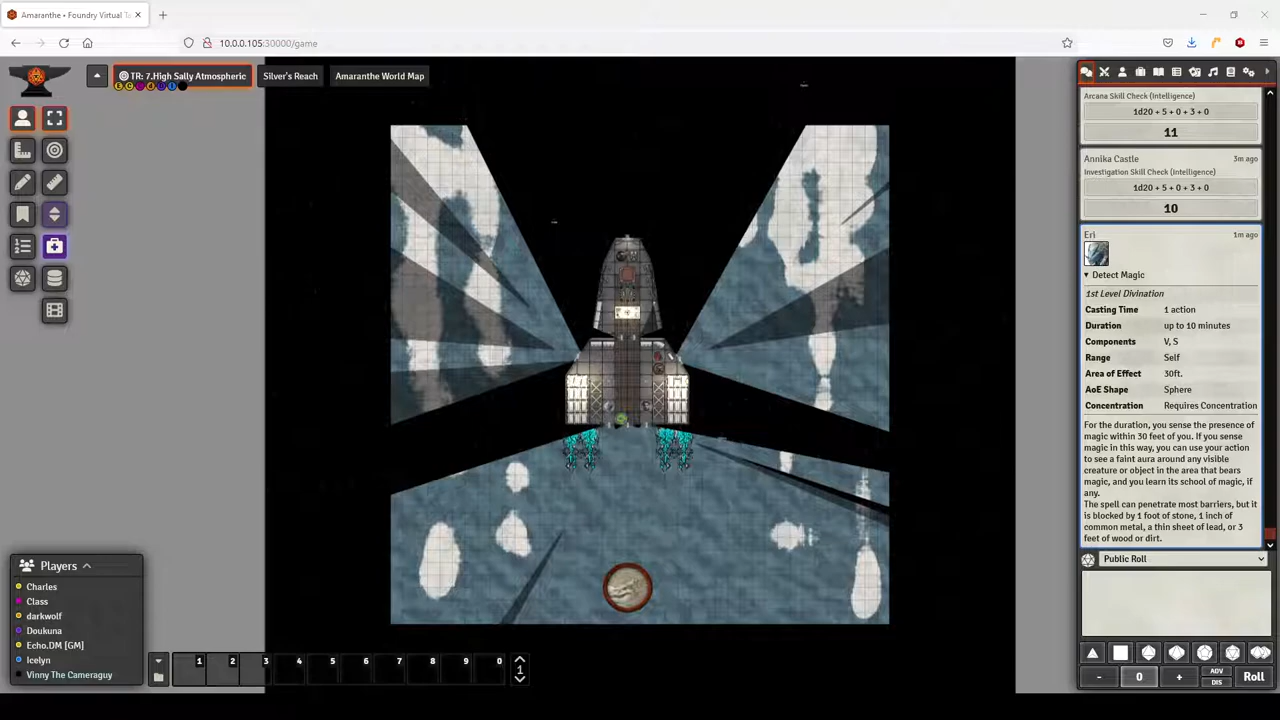 Amaranthe • Foundry Virtual T
10.0.0.105:30000/game
TR: 7.High Sally Atmospheric
Silver's Reach
Amaranthe World Map
E C d D I
Arcana Skill Check (Intelligence)
1d20 + 5 + 0 + 3 + 0
11
Annika Castle 3m ago
Investigation Skill Check (Intelligence)
1d20 + 5 + 0 + 3 + 0
10
Eri 1m ago
Detect Magic
1st Level Divination
Casting Time 1 action
Duration up to 10 minutes
Components V, S
Range Self
Area of Effect 30ft.
AoE Shape Sphere
Concentration Requires Concentration
For the duration, you sense the presence of
magic within 30 feet of you. If you sense
magic in this way, you can use your action
to see a faint aura around any visible
creature or object in the area that bears
magic, and you learn its school of magic, if
any.
The spell can penetrate most barriers, but it
is blocked by 1 foot of stone, 1 inch of
common metal, a thin sheet of lead, or 3
feet of wood or dirt.
Public Roll
- 0 + ADV DIS Roll
Players
Charles
Class
darkwolf
Doukuna
Echo.DM [GM]
Icelyn
Vinny The Cameraguy
1 2 3 4 5 6 7 8 9 0
1